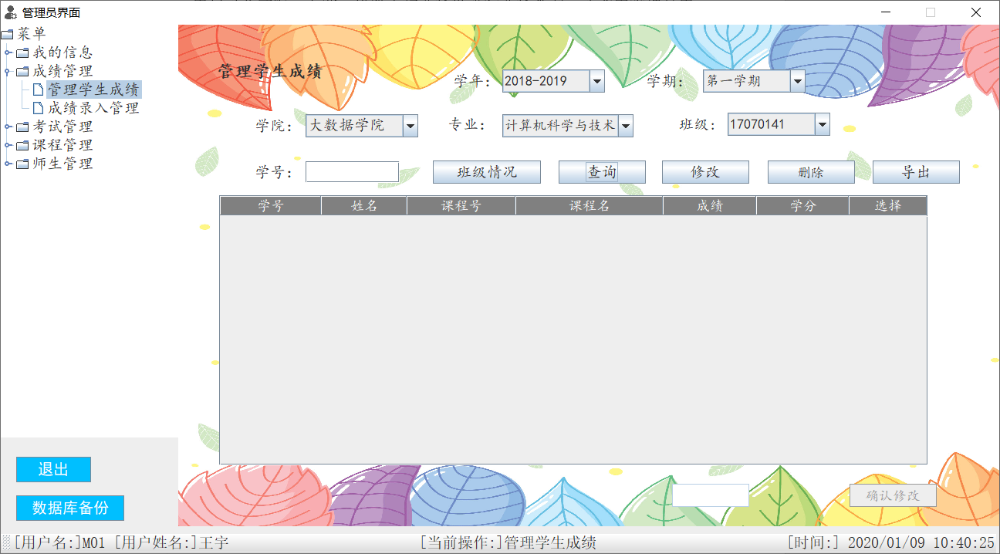 管理员界面
菜单
我的信息
成绩管理
管理学生成绩
成绩录入管理
考试管理
课程管理
师生管理
退出
数据库备份
管理学生成绩
学年： 2018-2019 学期： 第一学期
学院： 大数据学院 专业： 计算机科学与技术 班级： 17070141
学号： 班级情况 查询 修改 删除 导出
学号 姓名 课程号 课程名 成绩 学分 选择
确认修改
[用户名:]M01 [用户姓名:]王宇 [当前操作:]管理学生成绩 [时间:] 2020/01/09 10:40:25